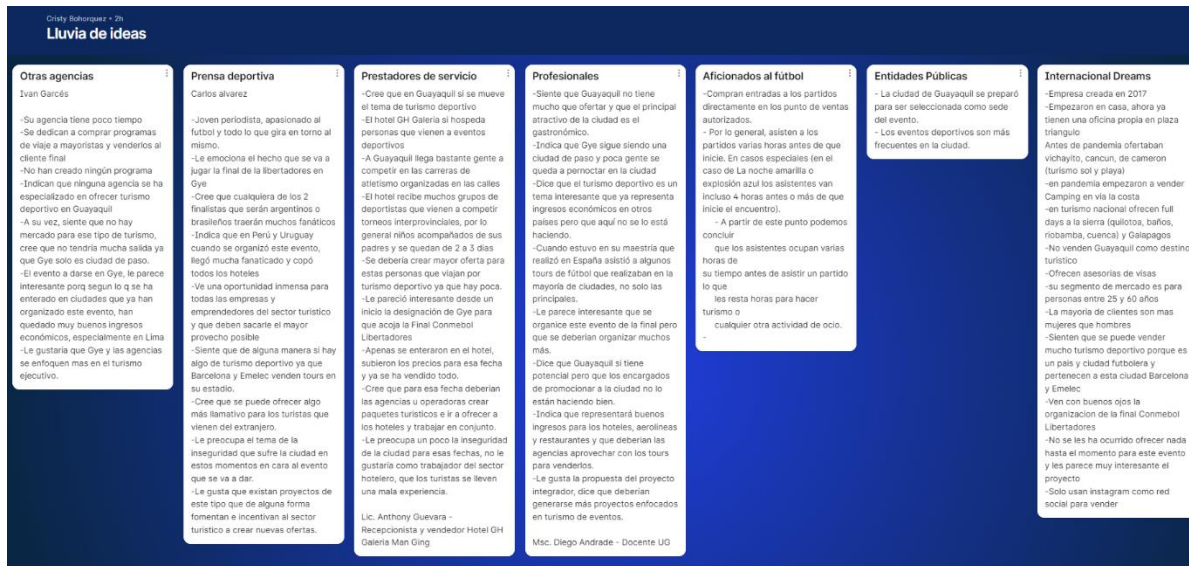 Cristy Bohorquez • 2h
Lluvia de ideas
Otras agencias
Ivan Garcés
-Su agencia tiene poco tiempo
-Se dedican a comprar programas
de viaje a mayoristas y venderlos al
cliente final
-No han creado ningún programa
-Indican que ninguna agencia se ha
especializado en ofrecer turismo
deportivo en Guayaquil
-A su vez, siente que no hay
mercado para ese tipo de turismo,
cree que no tendria mucha salida ya
que Gye solo es ciudad de paso.
-El evento a darse en Gye, le parece
interesante porq segun lo q se ha
enterado en ciudades que ya han
organizado este evento, han
quedado muy buenos ingresos
económicos, especialmente en Lima
-Le gustaria que Gye y las agencias
se enfoquen mas en el turismo
ejecutivo.
Prensa deportiva
Carlos alvarez
-Joven periodista, apasionado al
futbol y todo lo que gira en torno al
mismo.
-Le emociona el hecho que se va a
jugar la final de la libertadores en
Gye
-Cree que cualquiera de los 2
finalistas que serán argentinos o
brasileños traerán muchos fanáticos
-Indica que en Perú y Uruguay
cuando se organizó este evento,
llegó mucha fanaticado y copó
todos los hoteles
-Ve una oportunidad inmensa para
todas las empresas y
emprendedores del sector turistico
y que deben sacarle el mayor
provecho posible
-Siente que de alguna manera si hay
algo de turismo deportivo ya que
Barcelona y Emelec venden tours en
su estadio.
-Cree que se puede ofrecer algo
más llamativo para los turistas que
vienen del extranjero.
-Le preocupa el tema de la
inseguridad que sufre la ciudad en
estos momentos en cara al evento
que se va a dar.
-Le gusta que existan proyectos de
este tipo que de alguna forma
fomentan e incentivan al sector
turistico a crear nuevas ofertas.
Prestadores de servicio
-Cree que en Guayaquil si se mueve
el tema de turismo deportivo
-El hotel GH Galeria si hospeda
personas que vienen a eventos
deportivos
-A Guayaquil llega bastante gente a
competir en las carreras de
atletismo organizadas en las calles
-El hotel recibe muchos grupos de
deportistas que vienen a competir
torneos interprovinciales, por lo
general niños acompañados de sus
padres y se quedan de 2 a 3 dias
-Se debería crear mayor oferta para
estas personas que viajan por
turismo deportivo ya que hay poca.
-Le pareció interesante desde un
inicio la designación de Gye para
que acoja la Final Conmebol
Libertadores
-Apenas se enteraron en el hotel,
subieron los precios para esa fecha
y ya se ha vendido todo.
-Cree que para esa fecha deberian
las agencias u operadoras crear
paquetes turisticos e ir a ofrecer a
los hoteles y trabajar en conjunto.
-Le preocupa un poco la inseguridad
de la ciudad para esas fechas, no le
gustaría como trabajador del sector
hotelero, que los turistas se lleven
una mala experiencia.
Lic. Anthony Guevara -
Recepcionista y vendedor Hotel GH
Galeria Man Ging
Profesionales
-Siente que Guayaquil no tiene
mucho que ofertar y que el principal
atractivo de la ciudad es el
gastronómico.
-Indica que Gye sigue siendo una
ciudad de paso y poca gente se
queda a pernoctar en la ciudad
-Dice que el turismo deportivo es un
tema interesante que ya representa
ingresos económicos en otros
países pero que aquí no se lo está
haciendo.
-Cuando estuvo en su maestria que
realizó en España asistió a algunos
tours de fútbol que realizaban en la
mayoría de ciudades, no solo las
principales.
-Le parece interesante que se
organice este evento de la final pero
que se deberian organizar muchos
más.
-Dice que Guayaquil si tiene
potencial pero que los encargados
de promocionar a la ciudad no lo
están haciendo bien.
-Indica que representará buenos
ingresos para los hoteles, aerolineas
y restaurantes y que deberian las
agencias aprovechar con los tours
para venderlos.
-Le gusta la propuesta del proyecto
integrador, dice que deberían
generarse más proyectos enfocados
en turismo de eventos.
Msc. Diego Andrade - Docente UG
Aficionados al fútbol
-Compran entradas a los partidos
directamente en los punto de ventas
autorizados.
- Por lo general, asisten a los
partidos varias horas antes de que
inicie. En casos especiales (en el
caso de La noche amarilla o
explosión azul los asistentes van
incluso 4 horas antes o más de que
inicie el encuentro).
- A partir de este punto podemos
concluir
que los asistentes ocupan varias
horas de
su tiempo antes de asistir un partido
lo que
les resta horas para hacer
turismo o
cualquier otra actividad de ocio.
-
Entidades Públicas
- La ciudad de Guayaquil se preparó
para ser seleccionada como sede
del evento.
- Los eventos deportivos son más
frecuentes en la ciudad.
Internacional Dreams
-Empresa creada en 2017
-Empezaron en casa, ahora ya
tienen una oficina propia en plaza
triangulo
Antes de pandemia ofertaban
vichayito, cancun, de cameron
(turismo sol y playa)
-en pandemia empezaron a vender
Camping en via la costa
-en turismo nacional ofrecen full
days a la sierra (quilotoa, baños,
riobamba, cuenca) y Galapagos
-No venden Guayaquil como destino
turistico
-Ofrecen asesorias de visas
-su segmento de mercado es para
personas entre 25 y 60 años
-La mayoria de clientes son mas
mujeres que hombres
-Sienten que se puede vender
mucho turismo deportivo porque es
un pais y ciudad futbolera y
pertenecen a esta ciudad Barcelona
y Emelec
-Ven con buenos ojos la
organizacion de la final Conmebol
Libertadores
-No se les ha ocurrido ofrecer nada
hasta el momento para este evento
y les parece muy interesante el
proyecto
-Solo usan instagram como red
social para vender